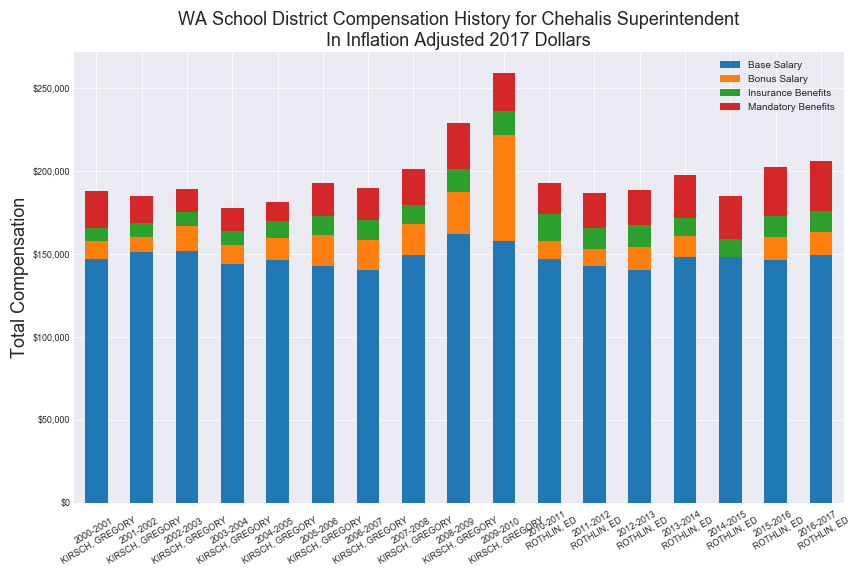 WA School District Compensation History for Chehalis Superintendent
In Inflation Adjusted 2017 Dollars
Base Salary
Bonus Salary
Insurance Benefits
Mandatory Benefits
Total Compensation
$250,000
$200,000
$150,000
$100,000
$50,000
$0
2000-2001
KIRSCH, GREGORY
2001-2002
KIRSCH, GREGORY
2002-2003
KIRSCH, GREGORY
2003-2004
KIRSCH, GREGORY
2004-2005
KIRSCH, GREGORY
2005-2006
KIRSCH, GREGORY
2006-2007
KIRSCH, GREGORY
2007-2008
KIRSCH, GREGORY
2008-2009
KIRSCH, GREGORY
2009-2010
KIRSCH, GREGORY
2010-2011
ROTHLIN, ED
2011-2012
ROTHLIN, ED
2012-2013
ROTHLIN, ED
2013-2014
ROTHLIN, ED
2014-2015
ROTHLIN, ED
2015-2016
ROTHLIN, ED
2016-2017
ROTHLIN, ED